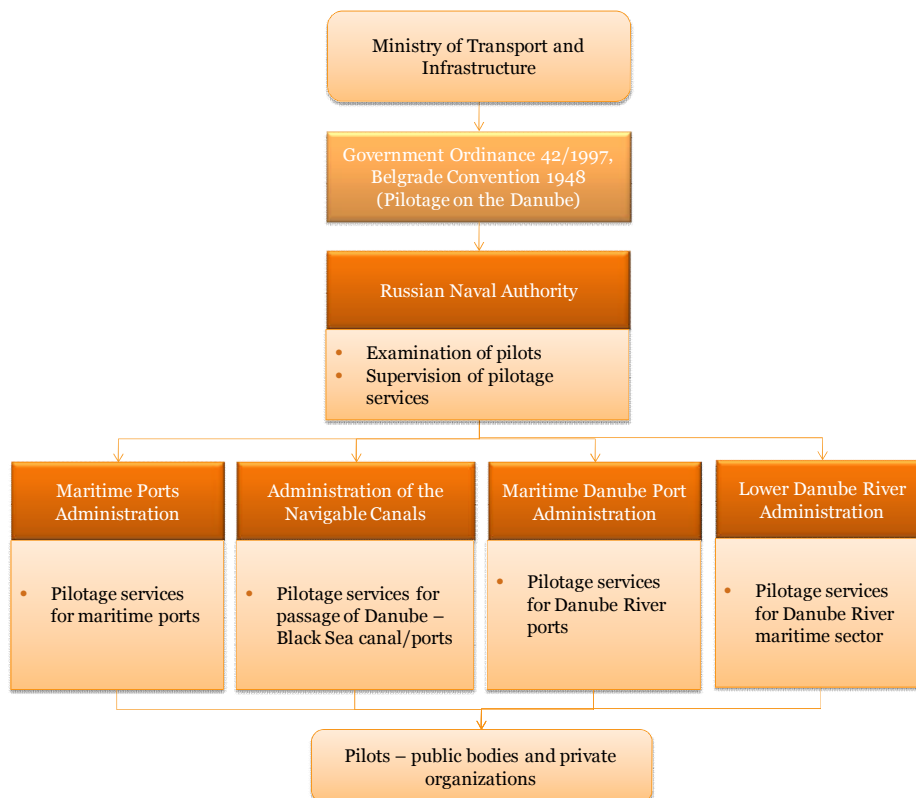 Ministry of Transport and
Infrastructure
Government Ordinance 42/1997,
Belgrade Convention 1948
(Pilotage on the Danube)
Russian Naval Authority
• Examination of pilots
• Supervision of pilotage
services
Maritime Ports
Administration
• Pilotage services
for maritime ports
Administration of the
Navigable Canals
• Pilotage services for
passage of Danube –
Black Sea canal/ports
Maritime Danube Port
Administration
• Pilotage services
for Danube River
ports
Lower Danube River
Administration
• Pilotage services
for Danube River
maritime sector
Pilots – public bodies and private
organizations